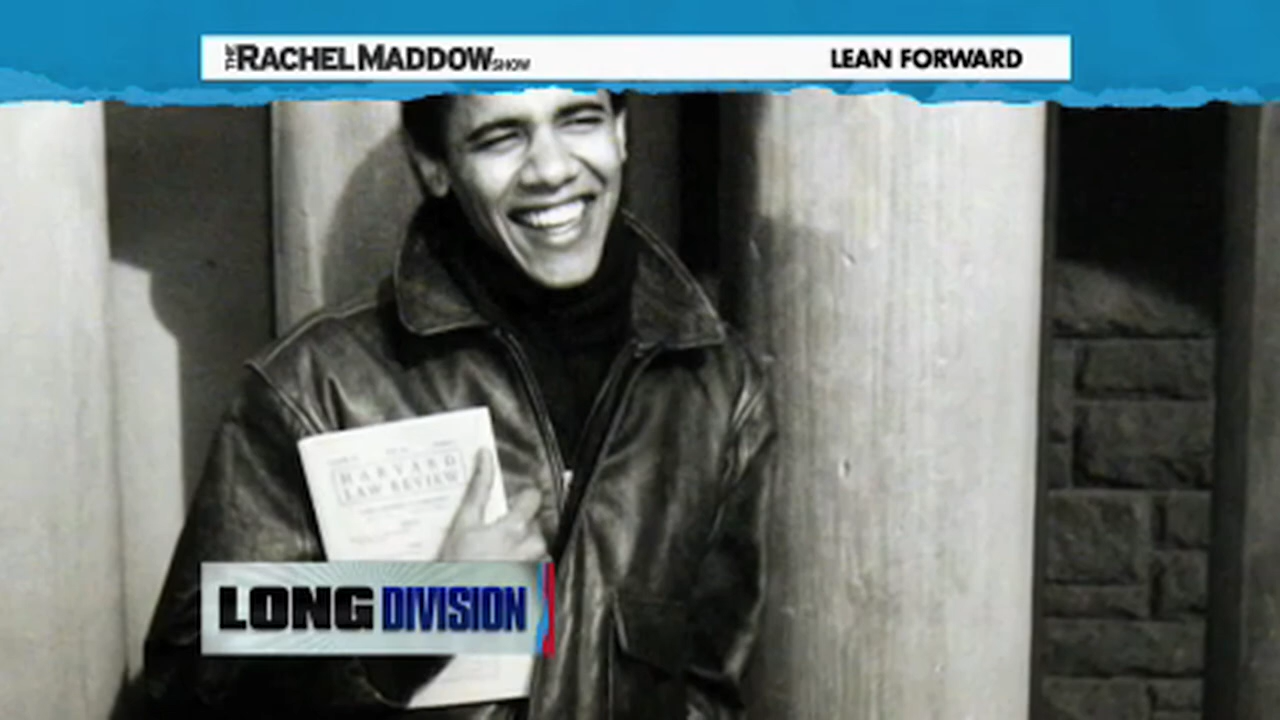 THE RACHEL MADDOW SHOW
LEAN FORWARD
HARVARD
LAW REVIEW
LONG DIVISION